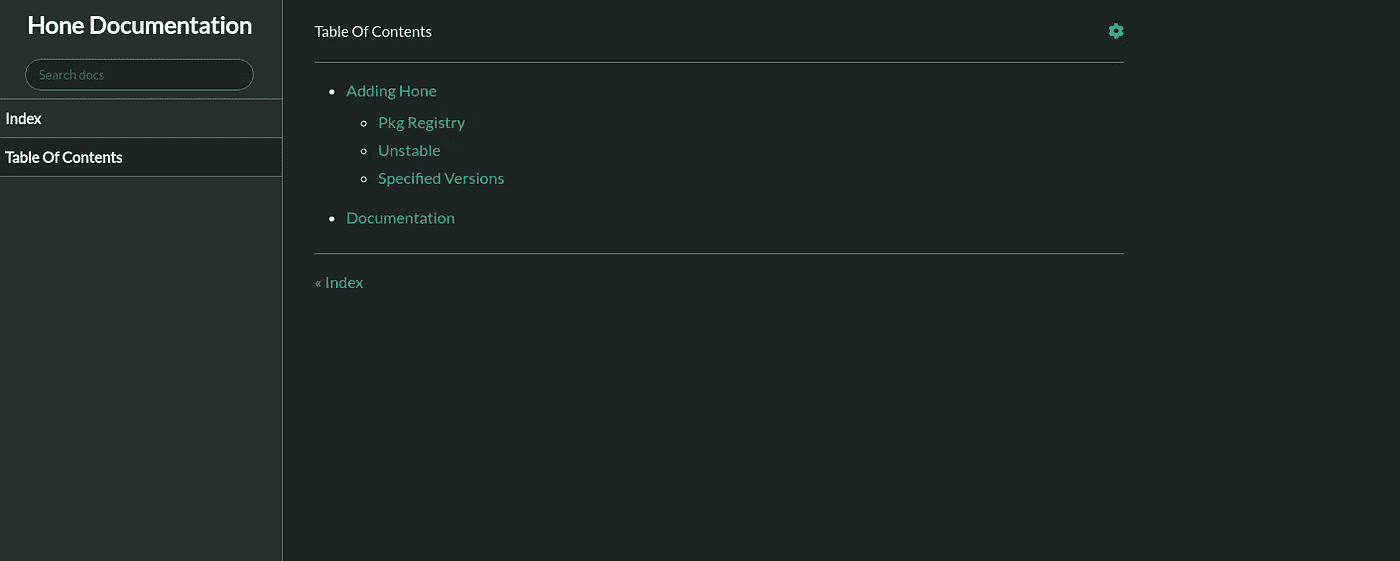 Hone Documentation
Search docs
Index
Table Of Contents
Table Of Contents
Adding Hone
Pkg Registry
Unstable
Specified Versions
Documentation
« Index